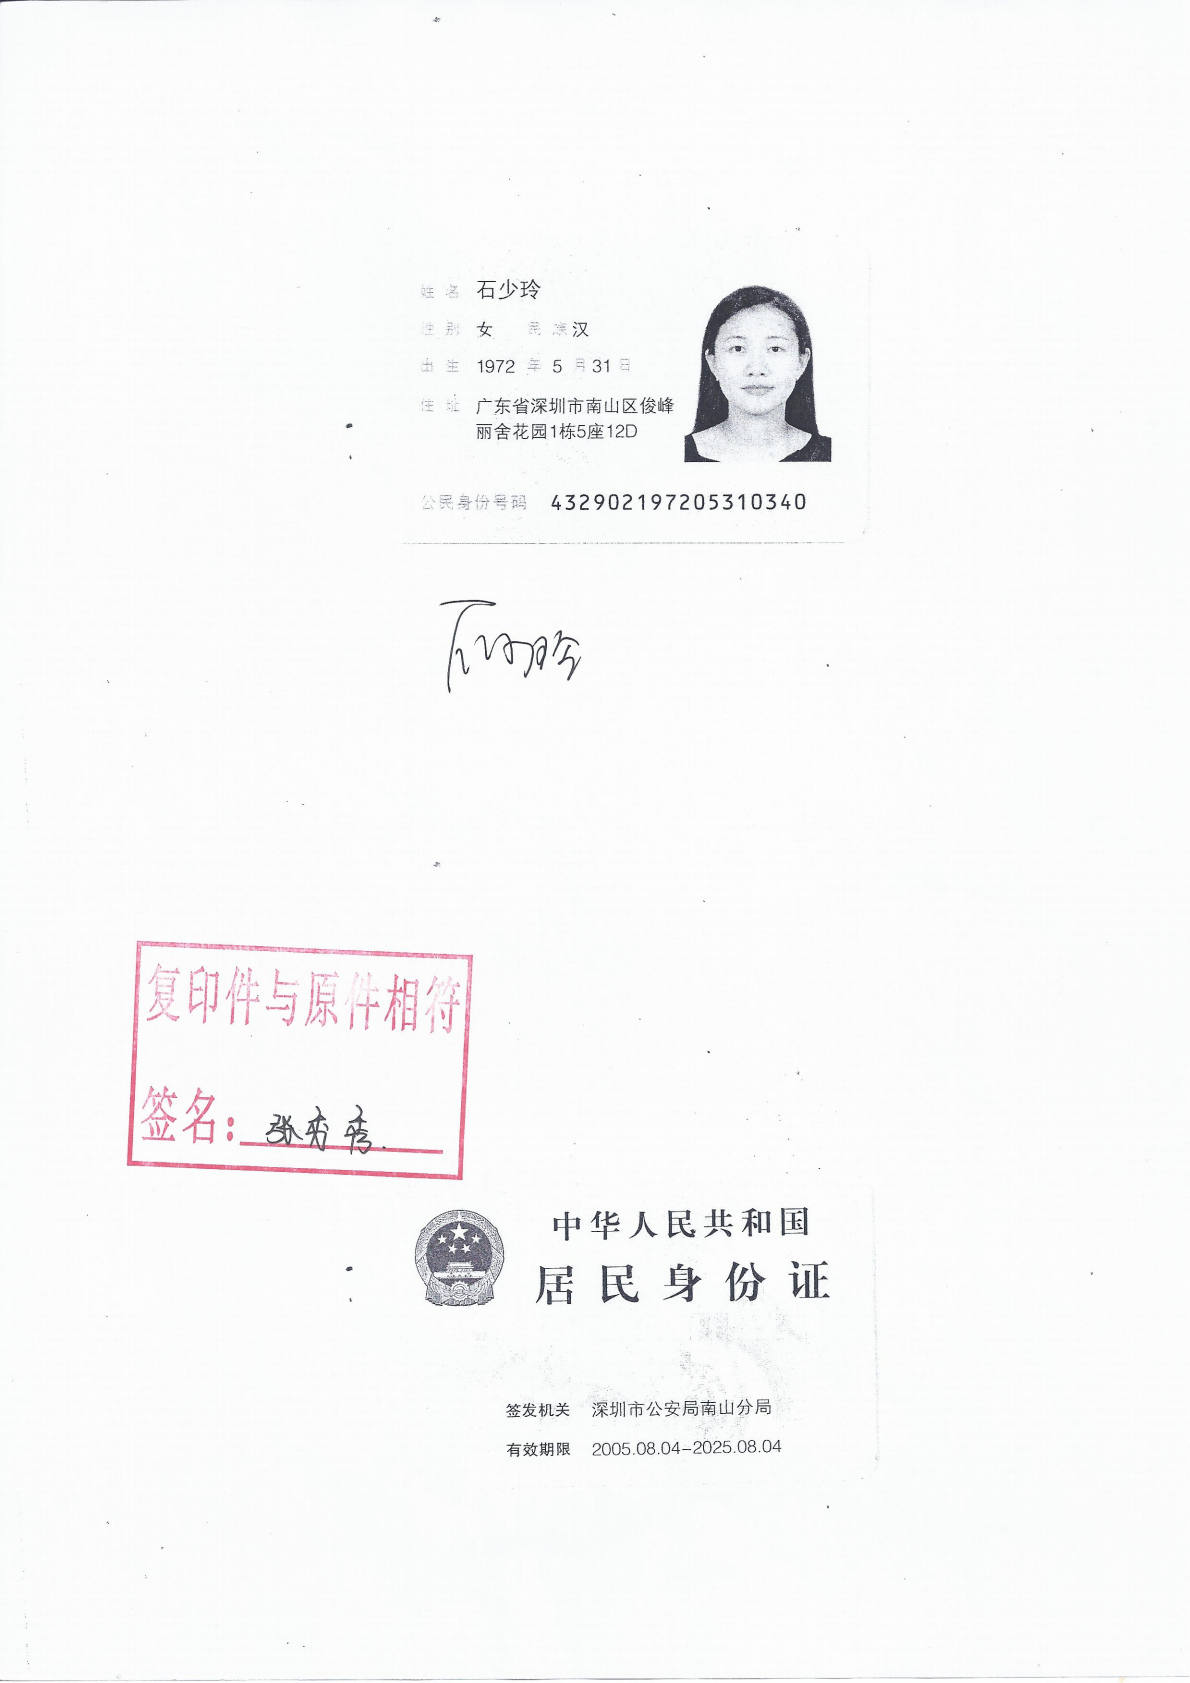 姓名 石少玲
性别 女 民族 汉
出生 1972 年 5 月 31 日
住址 广东省深圳市南山区俊峰
丽舍花园1栋5座12D
公民身份号码 432902197205310340
石少玲
复印件与原件相符
签名：张秀秀
中华人民共和国
居民身份证
签发机关 深圳市公安局南山分局
有效期限 2005.08.04-2025.08.04